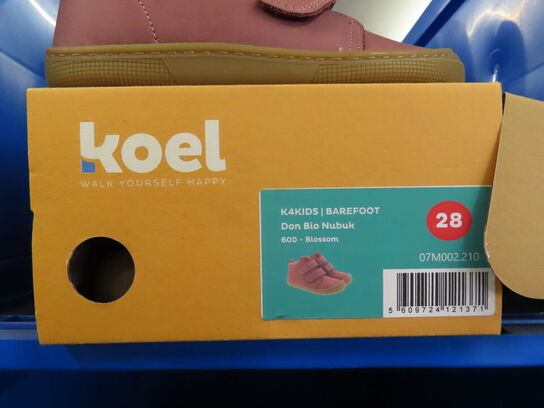 koel
WALK YOURSELF HAPPY
K4KIDS | BAREFOOT
Don Bio Nubuk
600 - Blossom
28
07M002.210
5 609724 121371